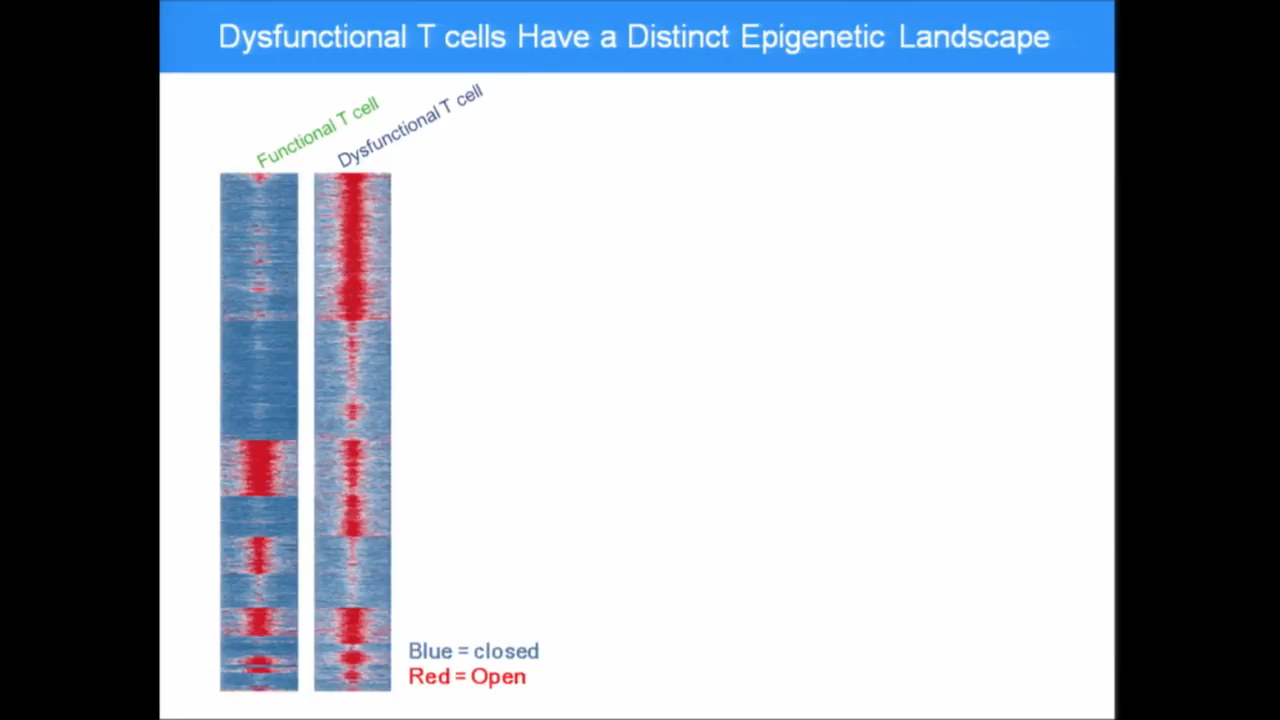 Dysfunctional T cells Have a Distinct Epigenetic Landscape
Functional T cell
Dysfunctional T cell
Blue = closed
Red = Open